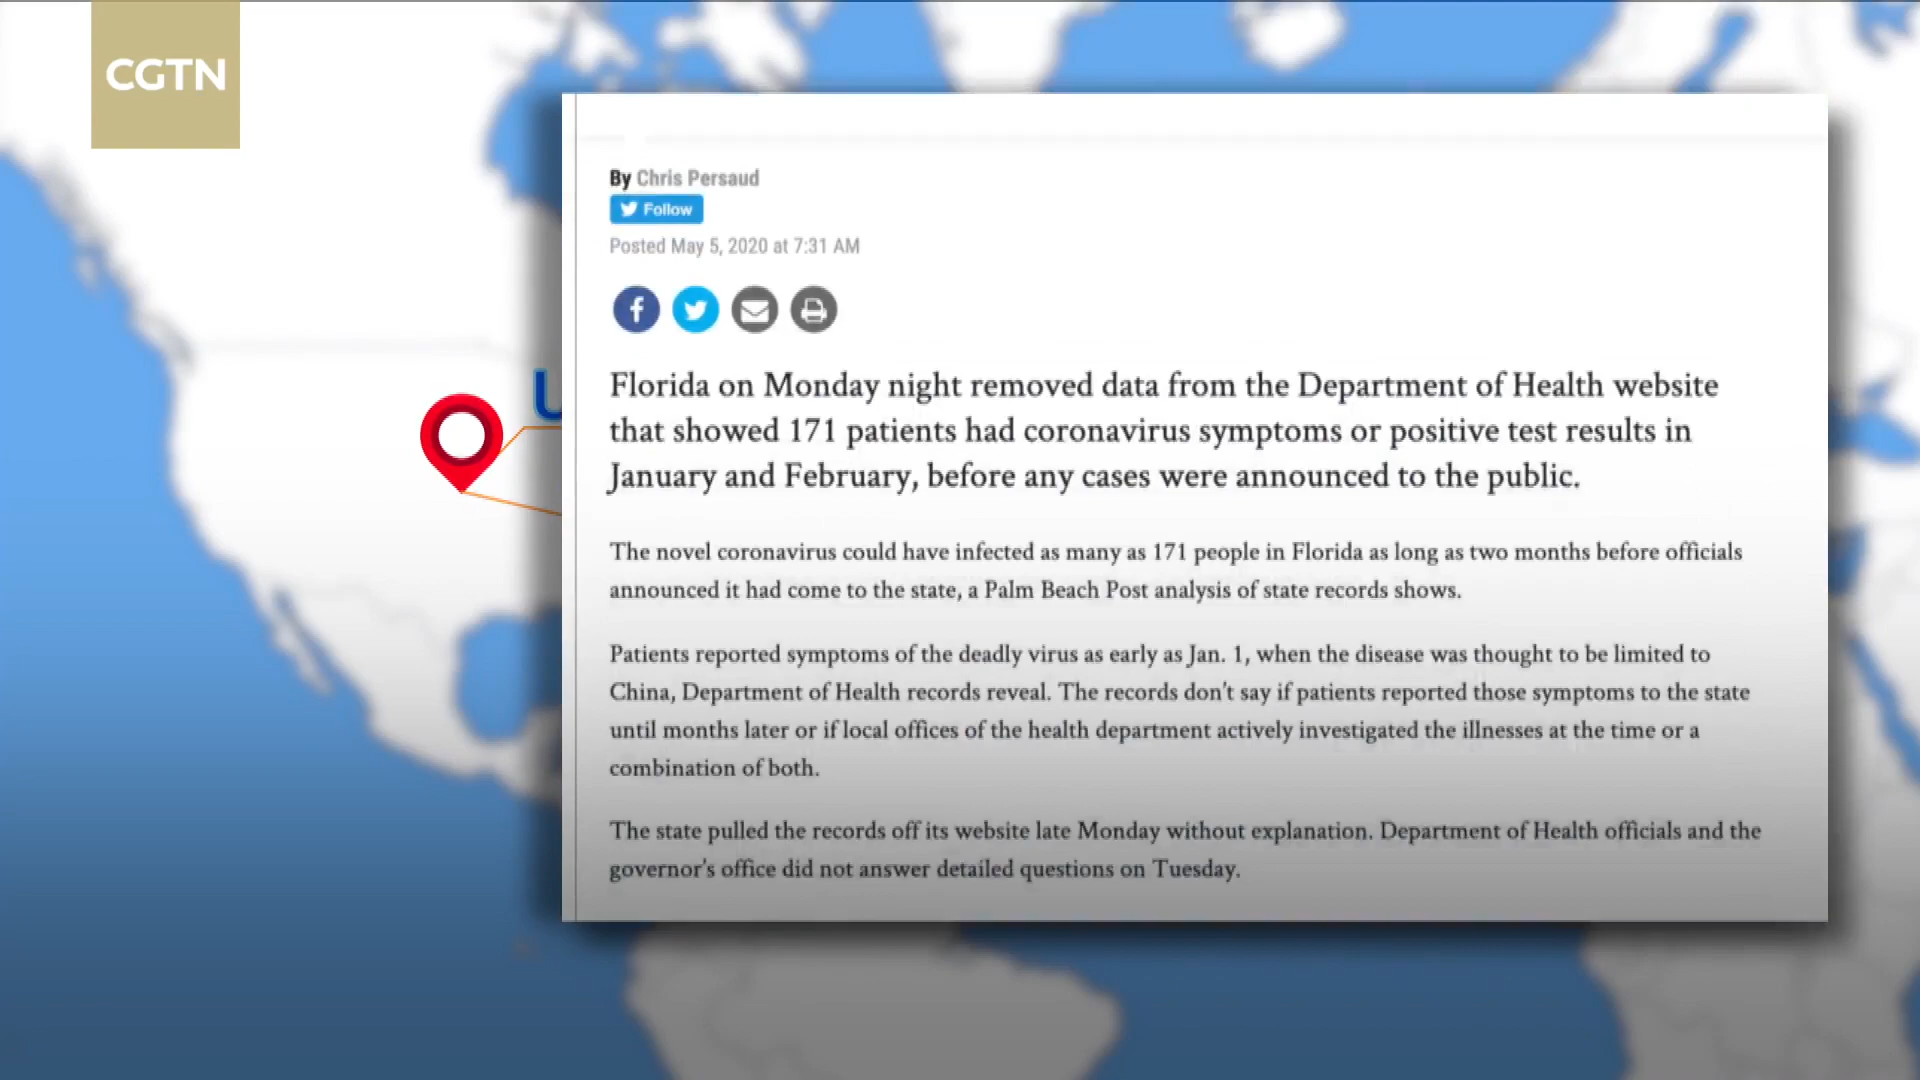 CGTN
By Chris Persaud
Follow
Posted May 5, 2020 at 7:31 AM
Florida on Monday night removed data from the Department of Health website
that showed 171 patients had coronavirus symptoms or positive test results in
January and February, before any cases were announced to the public.
The novel coronavirus could have infected as many as 171 people in Florida as long as two months before officials
announced it had come to the state, a Palm Beach Post analysis of state records shows.
Patients reported symptoms of the deadly virus as early as Jan. 1, when the disease was thought to be limited to
China, Department of Health records reveal. The records don't say if patients reported those symptoms to the state
until months later or if local offices of the health department actively investigated the illnesses at the time or a
combination of both.
The state pulled the records off its website late Monday without explanation. Department of Health officials and the
governor's office did not answer detailed questions on Tuesday.